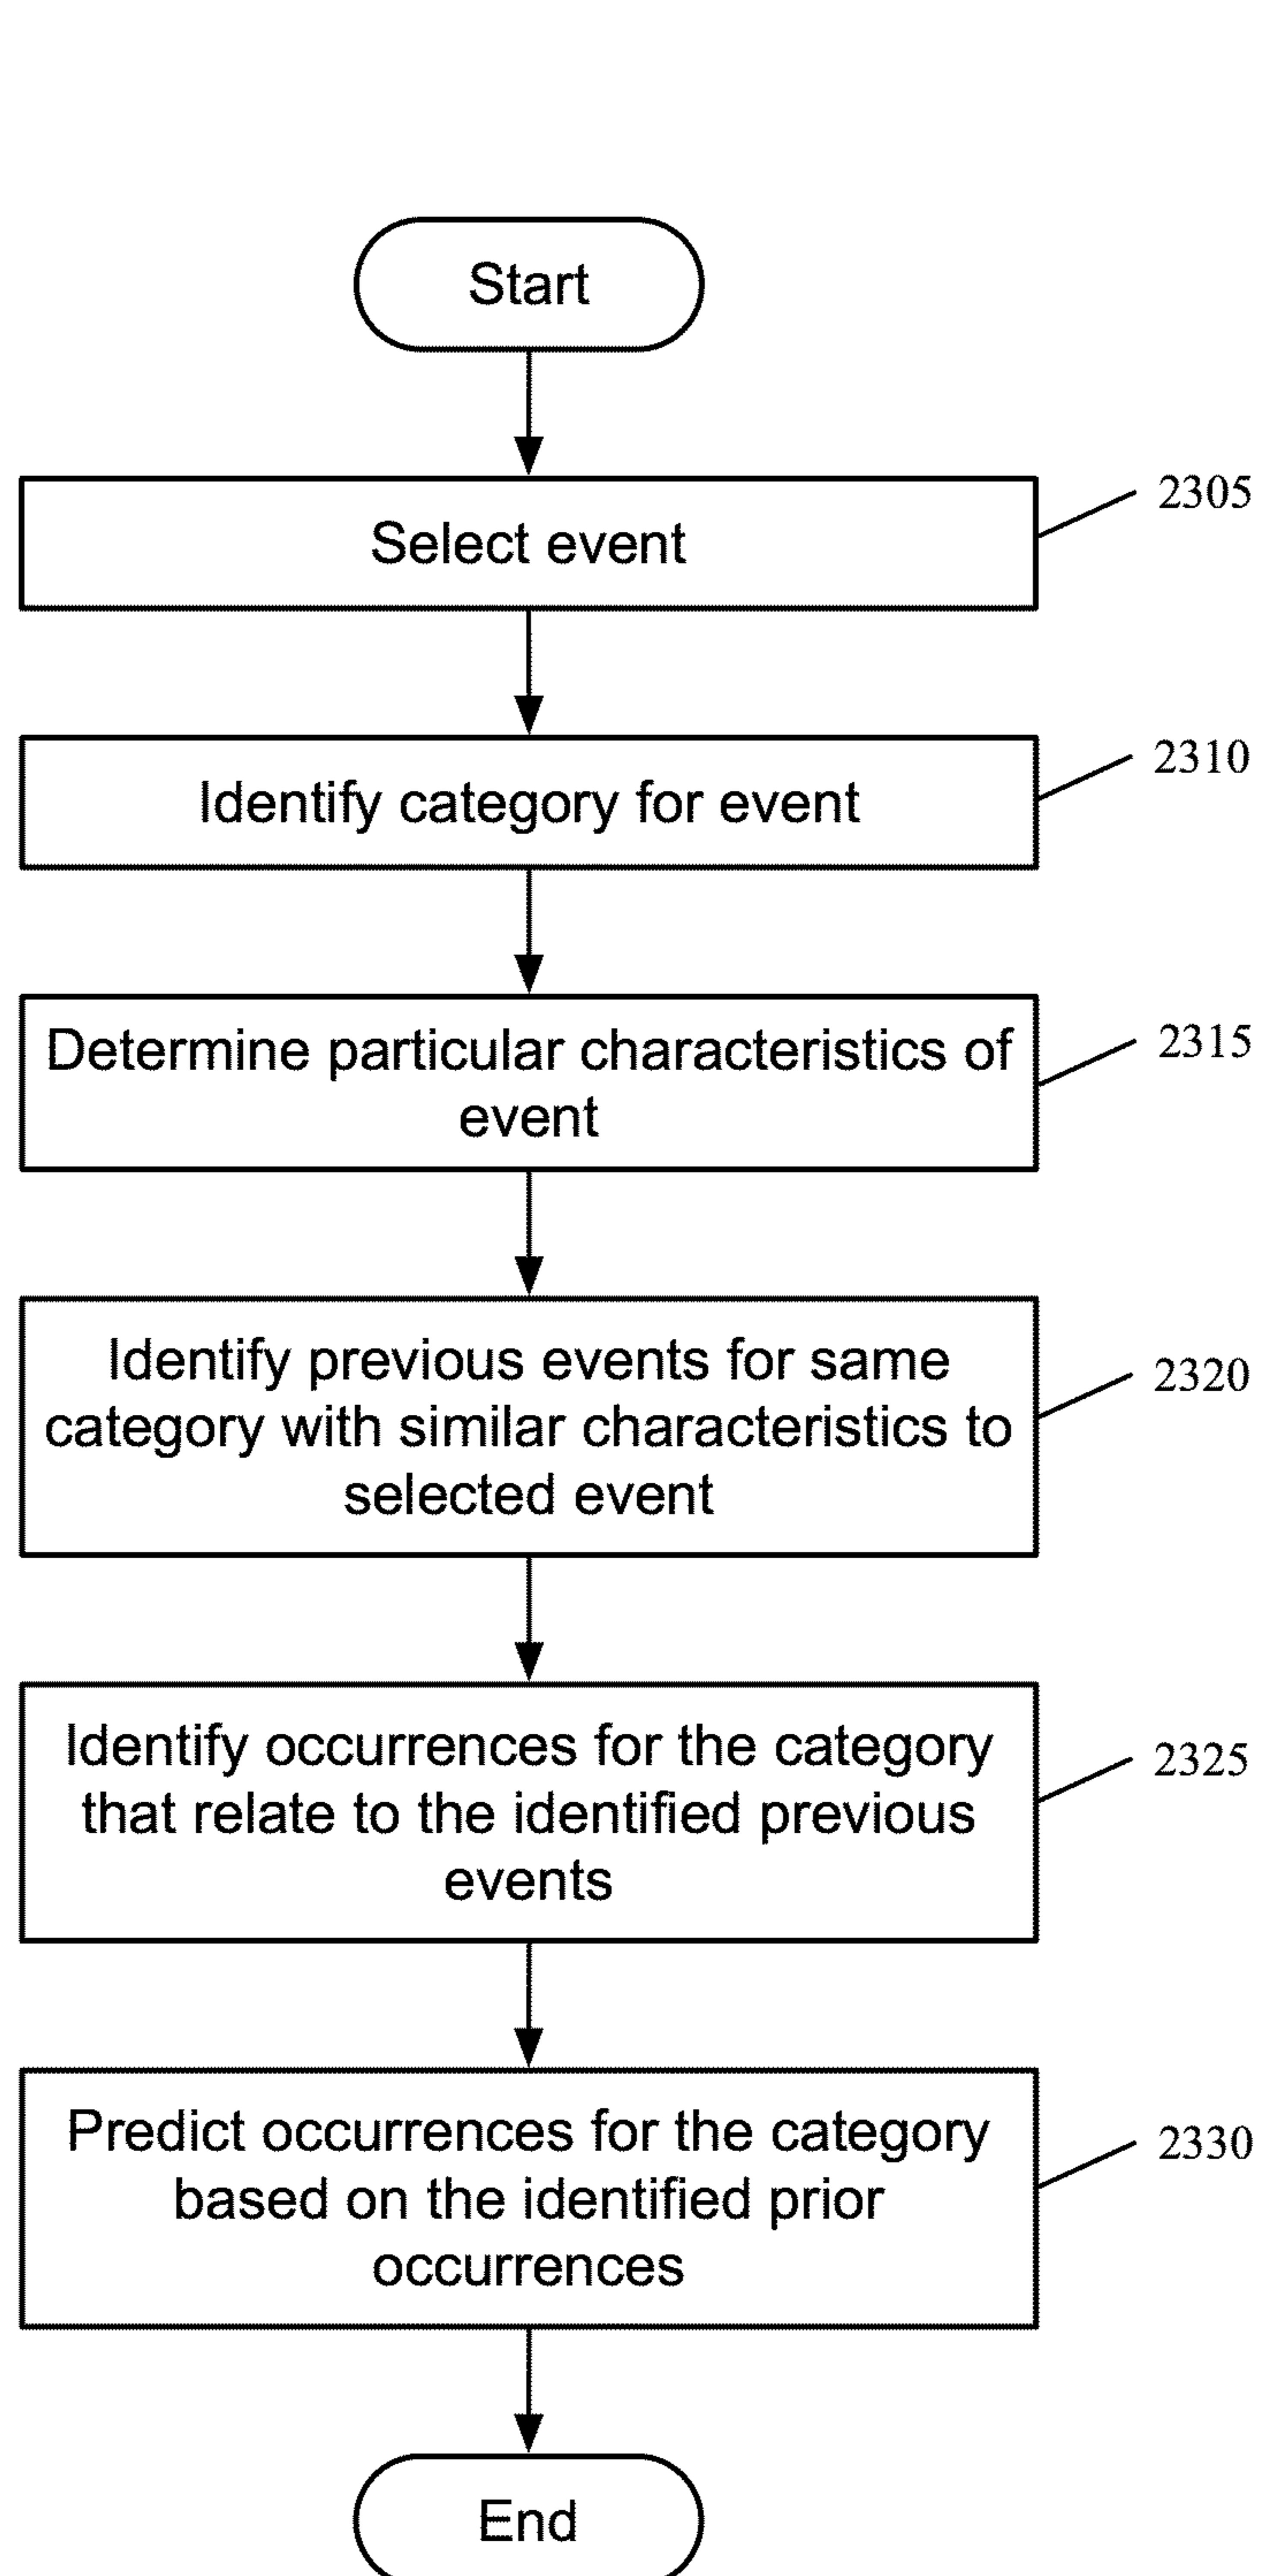 Start
Select event
2305
Identify category for event
2310
Determine particular characteristics of
event
2315
Identify previous events for same
category with similar characteristics to
selected event
2320
Identify occurrences for the category
that relate to the identified previous
events
2325
Predict occurrences for the category
based on the identified prior
occurrences
2330
End